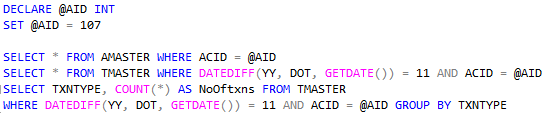 DECLARE @AID INT
SET @AID = 107
SELECT * FROM AMASTER WHERE ACID = @AID
SELECT * FROM TMASTER WHERE DATEDIFF(YY, DOT, GETDATE()) = 11 AND ACID = @AID
SELECT TXNTYPE, COUNT(*) AS NoOftxns FROM TMASTER
WHERE DATEDIFF(YY, DOT, GETDATE()) = 11 AND ACID = @AID GROUP BY TXNTYPE